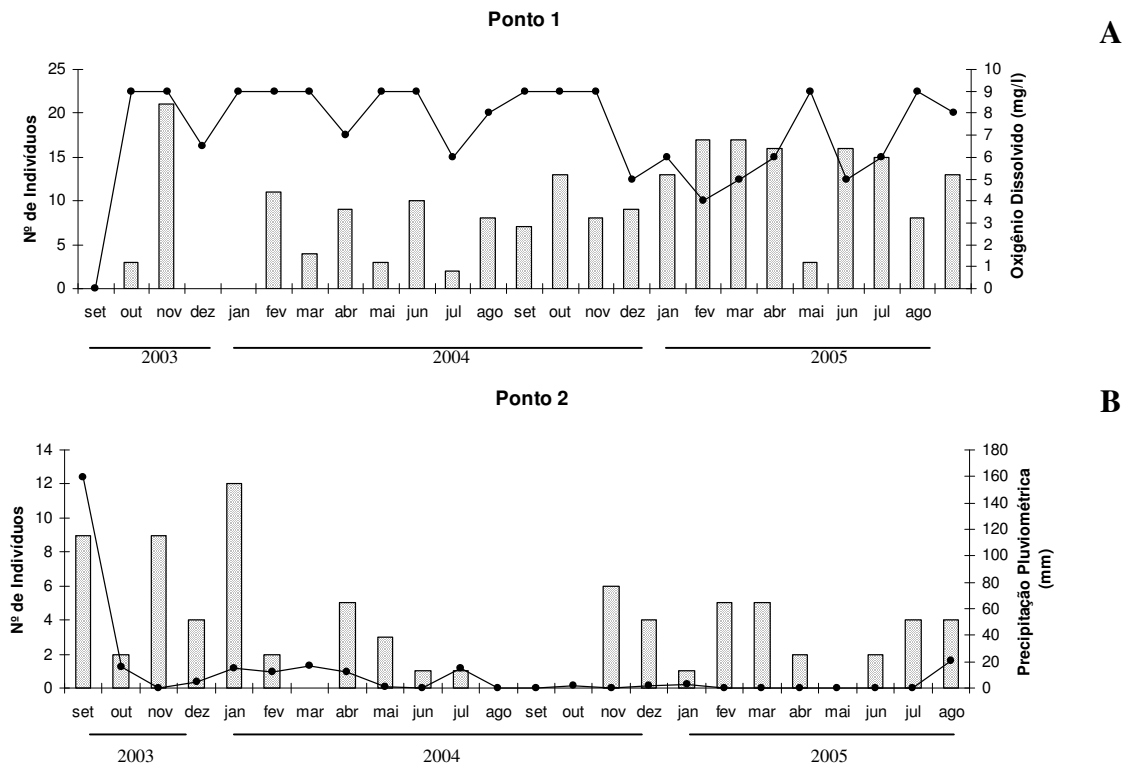 Ponto 1
A
25
20
15
10
5
0
Nº de Indivíduos
10
9
8
7
6
5
4
3
2
1
0
Oxigênio Dissolvido (mg/l)
set out nov dez jan fev mar abr mai jun jul ago set out nov dez jan fev mar abr mai jun jul ago
2003 2004 2005
Ponto 2
B
14
12
10
8
6
4
2
0
Nº de Indivíduos
180
160
140
120
100
80
60
40
20
0
Precipitação Pluviométrica
(mm)
set out nov dez jan fev mar abr mai jun jul ago set out nov dez jan fev mar abr mai jun jul ago
2003 2004 2005